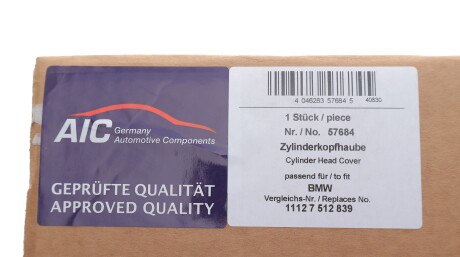 AIC
Germany
Automotive Components
GEPRÜFTE QUALITÄT
APPROVED QUALITY
4 046283 57684 5
40830
1 Stück / piece
Nr. / No. 57684
Zylinderkopfhaube
Cylinder Head Cover
passend für / to fit
BMW
Vergleichs-Nr. / Replaces No.
1112 7 512 839